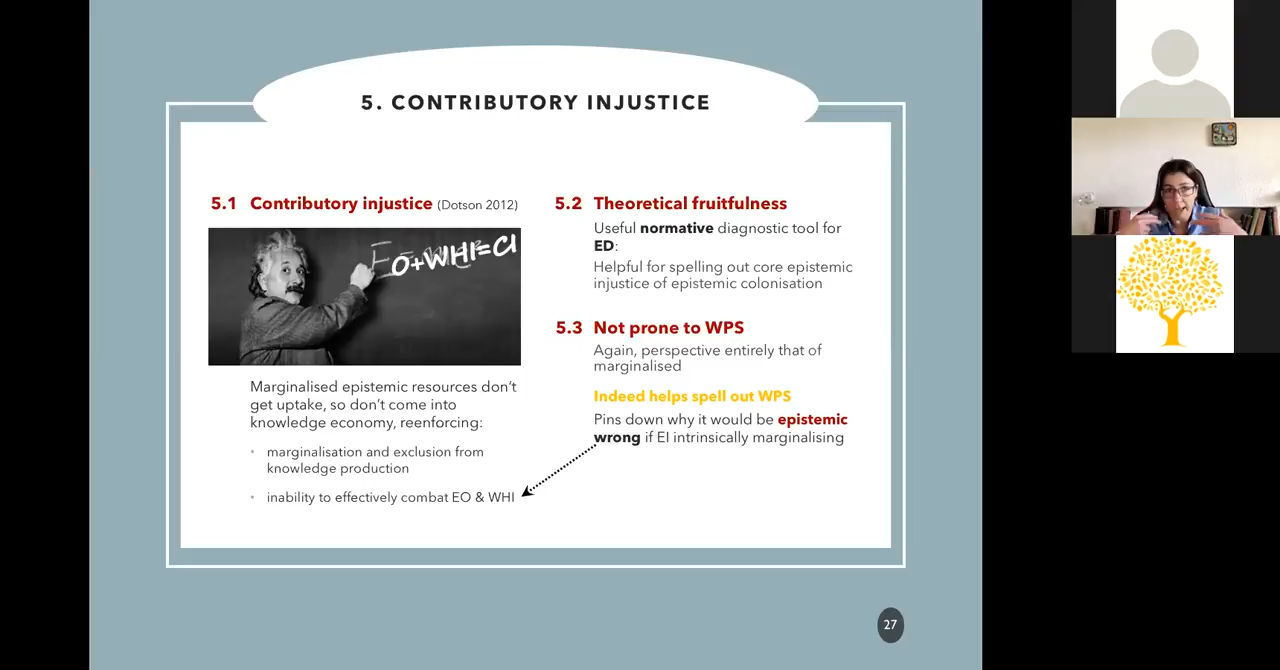 5. CONTRIBUTORY INJUSTICE
5.1 Contributory injustice (Dotson 2012)
EO+WHI=CI
Marginalised epistemic resources don't
get uptake, so don't come into
knowledge economy, reenforcing:
• marginalisation and exclusion from
knowledge production
• inability to effectively combat EO & WHI
5.2 Theoretical fruitfulness
Useful normative diagnostic tool for
ED:
Helpful for spelling out core epistemic
injustice of epistemic colonisation
5.3 Not prone to WPS
Again, perspective entirely that of
marginalised
Indeed helps spell out WPS
Pins down why it would be epistemic
wrong if EI intrinsically marginalising
27